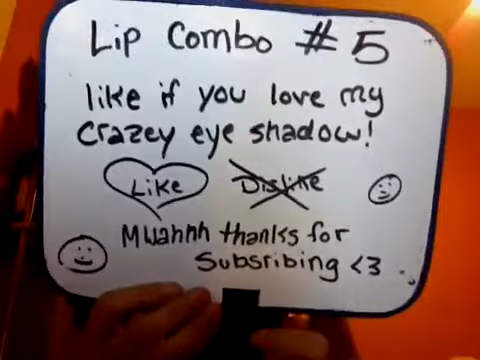 Lip Combo #5
like if you love my
Crazey eye shadow!
Like Dislike
Mwahhh thanks for
Subsribing <3